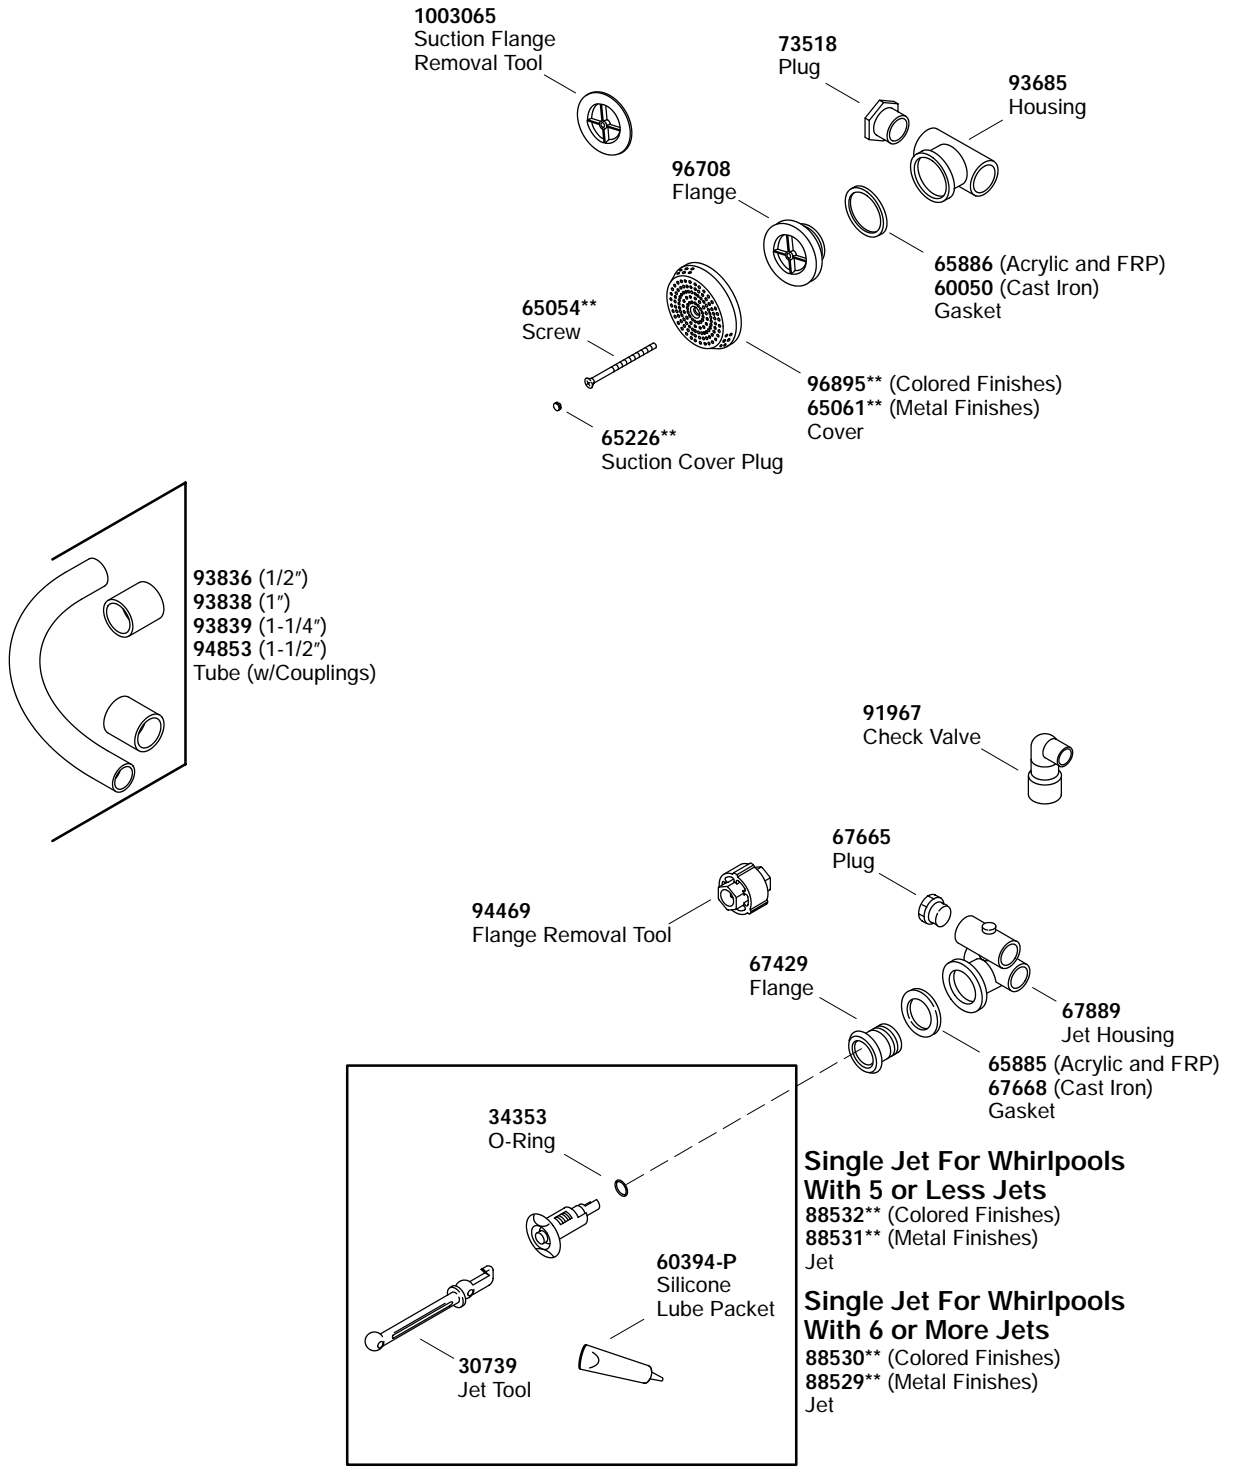 1003065
Suction Flange
Removal Tool
73518
Plug
93685
Housing
96708
Flange
65886 (Acrylic and FRP)
60050 (Cast Iron)
Gasket
65054**
Screw
96895** (Colored Finishes)
65061** (Metal Finishes)
Cover
65226**
Suction Cover Plug
93836 (1/2″)
93838 (1″)
93839 (1-1/4″)
94853 (1-1/2″)
Tube (w/Couplings)
91967
Check Valve
67665
Plug
94469
Flange Removal Tool
67429
Flange
67889
Jet Housing
65885 (Acrylic and FRP)
67668 (Cast Iron)
Gasket
34353
O-Ring
Single Jet For Whirlpools
With 5 or Less Jets
88532** (Colored Finishes)
88531** (Metal Finishes)
Jet
60394-P
Silicone
Lube Packet
Single Jet For Whirlpools
With 6 or More Jets
88530** (Colored Finishes)
88529** (Metal Finishes)
Jet
30739
Jet Tool